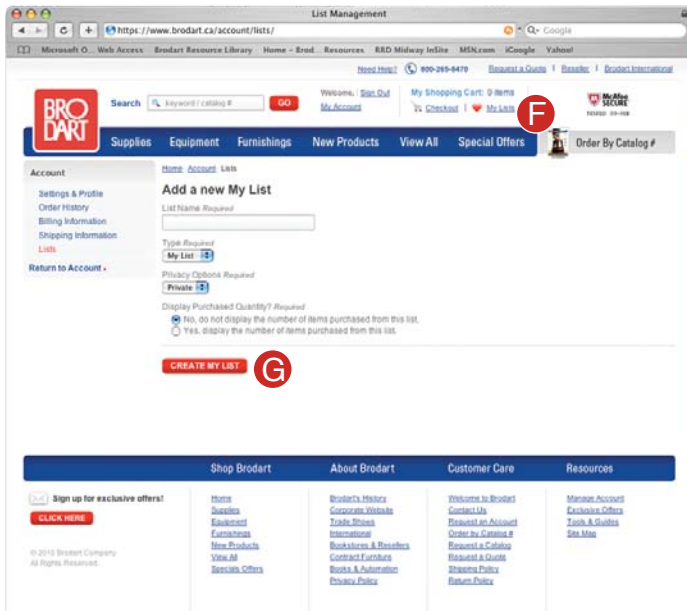 List Management
https://www.brodart.ca/account/lists/
Q- Google
Microsoft O... Web Access Brodart Resource Library Home - Brod... Resources RRD Midway InSite MSN.com iGoogle Yahoo!
Need Help? 800-265-8470 Request a Quote | Reseller | Brodart International
BRO
DART
Search keyword / catalog # GO
Welcome, | Sign Out
My Account
My Shopping Cart: 0 items
Checkout | My Lists
F
McAfee
SECURE
Supplies Equipment Furnishings New Products View All Special Offers Order By Catalog #
Account
Settings & Profile
Order History
Billing Information
Shipping Information
Lists
Return to Account
Home Account Lists
Add a new My List
List Name Required
Type Required
My List
Privacy Options Required
Private
Display Purchased Quantity? Required
No, do not display the number of items purchased from this list.
Yes, display the number of items purchased from this list.
CREATE MY LIST
G
Shop Brodart About Brodart Customer Care Resources
Sign up for exclusive offers!
CLICK HERE
© 2010 Brodart Company
All Rights Reserved.
Home
Supplies
Equipment
Furnishings
New Products
View All
Specials Offers
Brodart's History
Corporate Website
Trade Shows
International
Bookstores & Resellers
Contract Furniture
Books & Automation
Privacy Policy
Welcome to Brodart
Contact Us
Request an Account
Order by Catalog #
Request a Catalog
Request a Quote
Shipping Policy
Return Policy
Manage Account
Exclusive Offers
Tools & Guides
Site Map